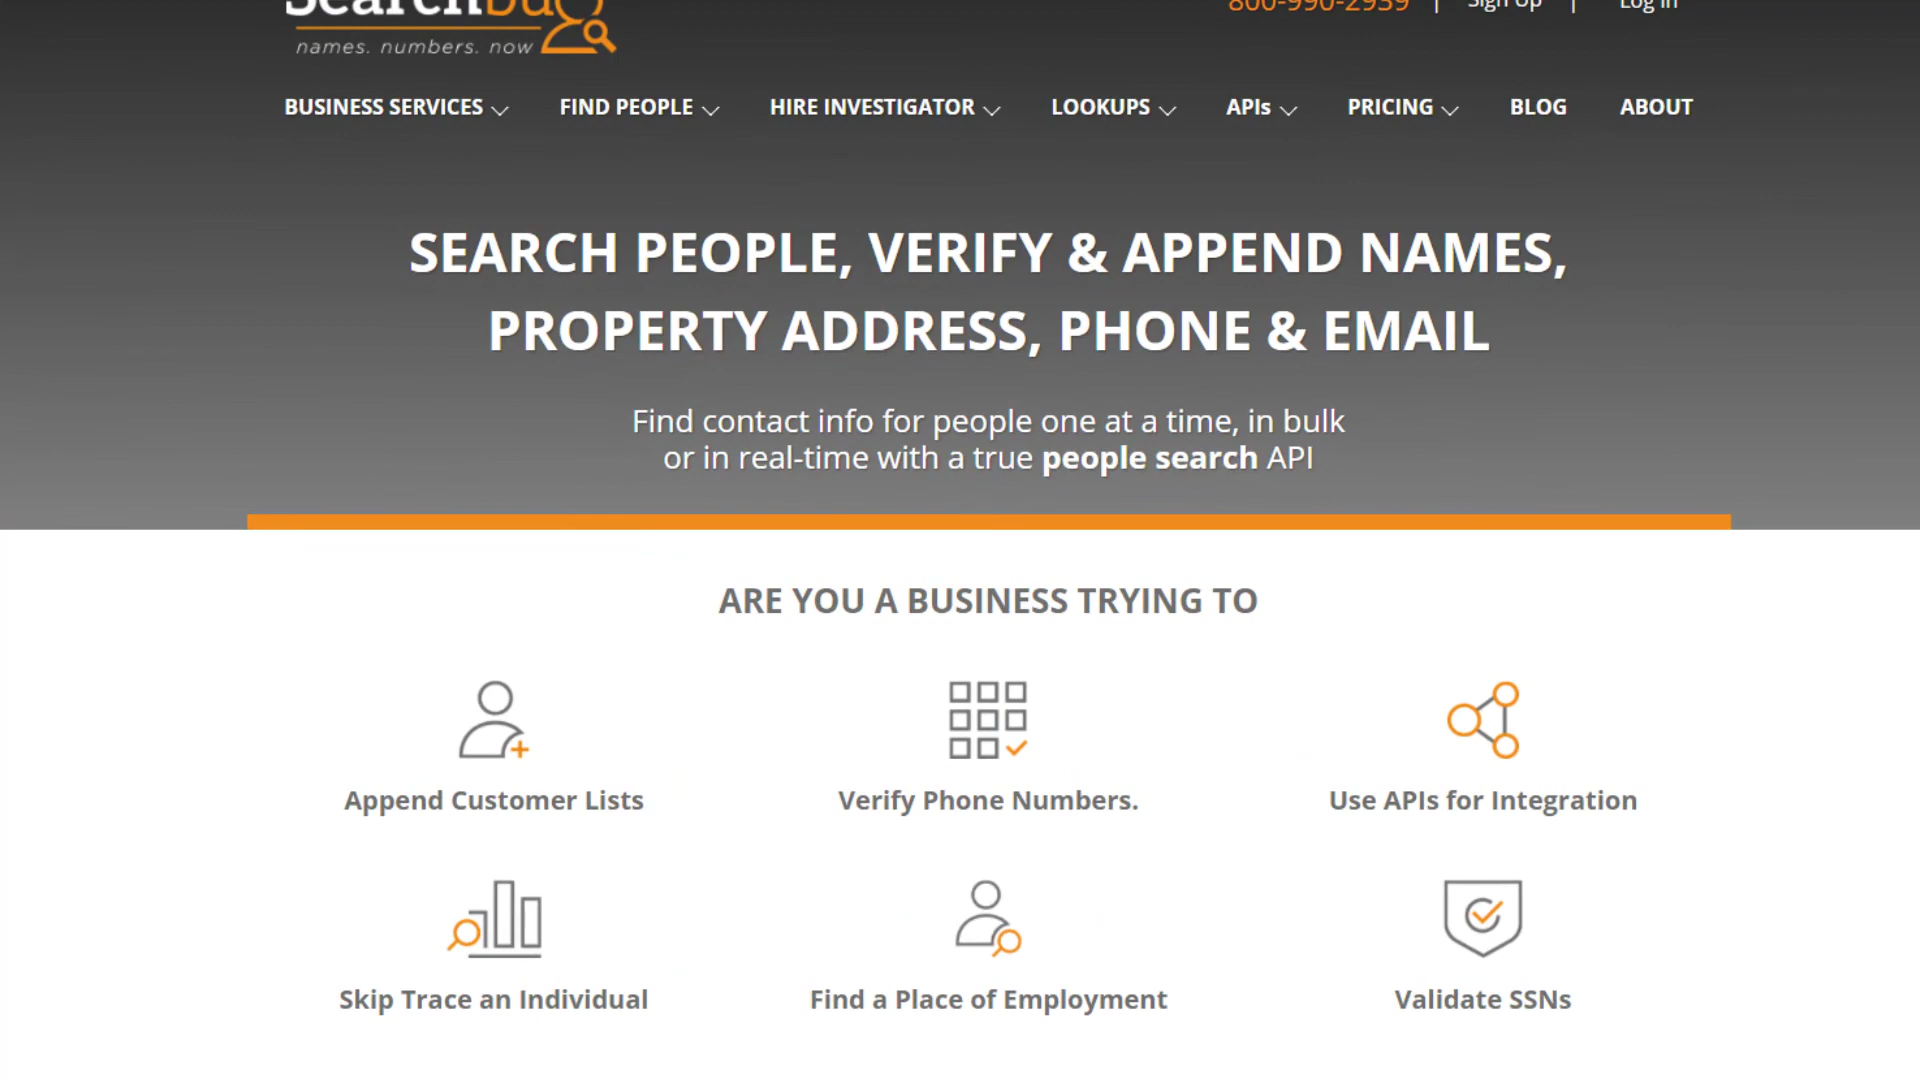 Searchbug
800-990-2939 | Sign Up | Log In
names. numbers. now
BUSINESS SERVICES FIND PEOPLE HIRE INVESTIGATOR LOOKUPS APIs PRICING BLOG ABOUT
SEARCH PEOPLE, VERIFY & APPEND NAMES,
PROPERTY ADDRESS, PHONE & EMAIL
Find contact info for people one at a time, in bulk
or in real-time with a true people search API
ARE YOU A BUSINESS TRYING TO
Append Customer Lists
Verify Phone Numbers.
Use APIs for Integration
Skip Trace an Individual
Find a Place of Employment
Validate SSNs